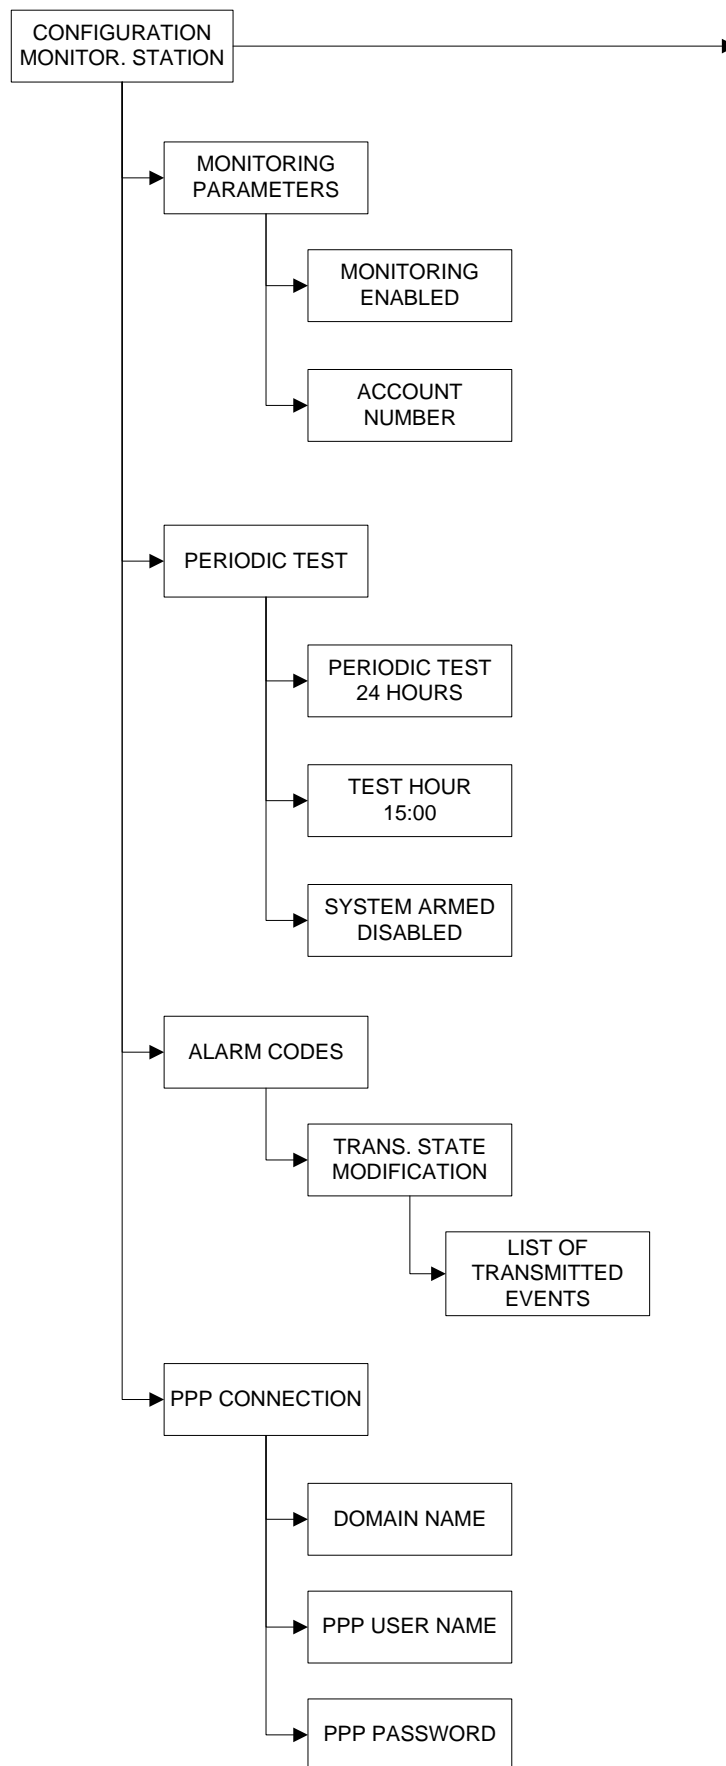 CONFIGURATION
MONITOR. STATION
MONITORING
PARAMETERS
MONITORING
ENABLED
ACCOUNT
NUMBER
PERIODIC TEST
PERIODIC TEST
24 HOURS
TEST HOUR
15:00
SYSTEM ARMED
DISABLED
ALARM CODES
TRANS. STATE
MODIFICATION
LIST OF
TRANSMITTED
EVENTS
PPP CONNECTION
DOMAIN NAME
PPP USER NAME
PPP PASSWORD